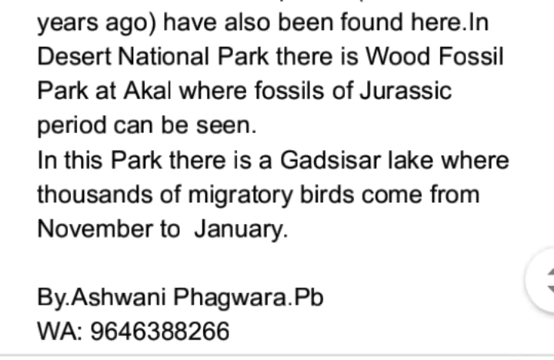 years ago) have also been found here.In
Desert National Park there is Wood Fossil
Park at Akal where fossils of Jurassic
period can be seen.
In this Park there is a Gadsisar lake where
thousands of migratory birds come from
November to  January.
By.Ashwani Phagwara.Pb
WA: 9646388266